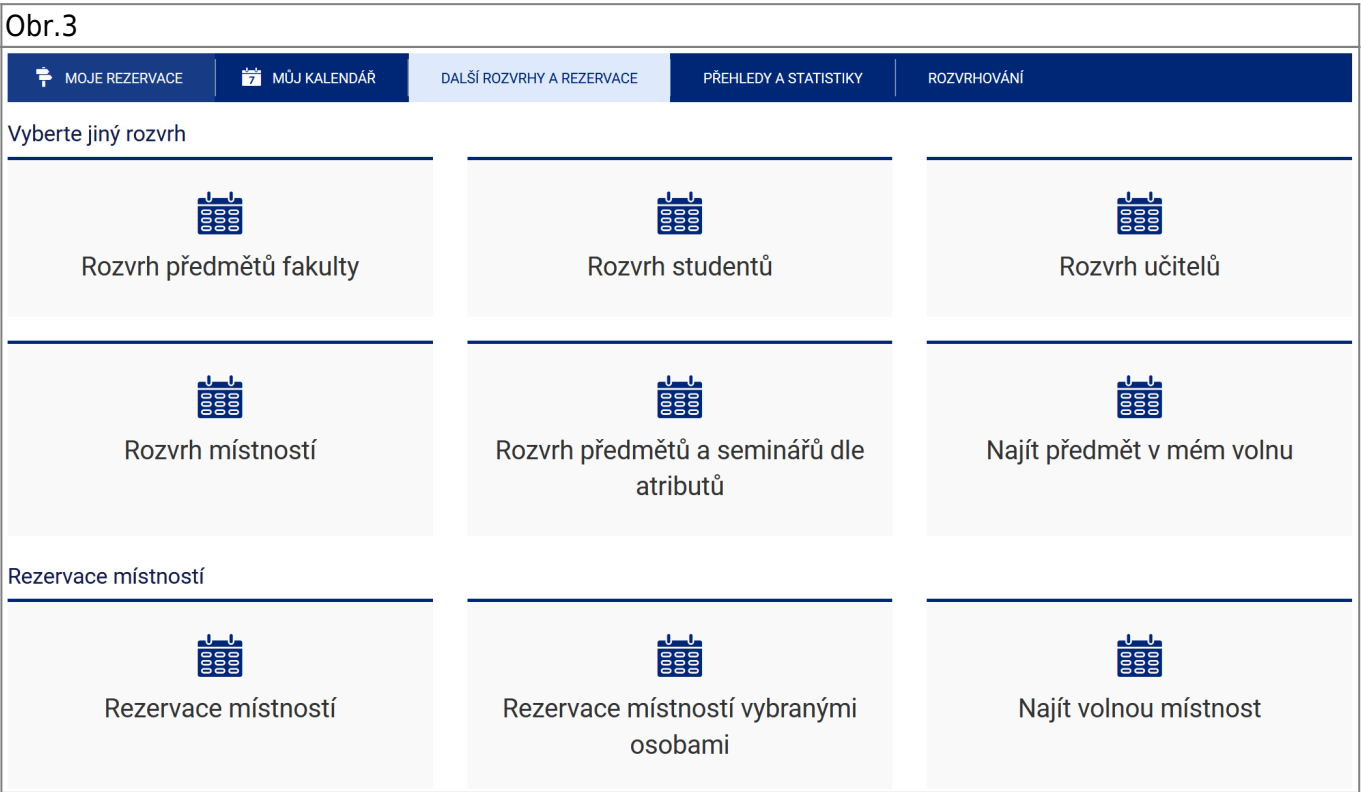 Obr.3
MOJE REZERVACE
7
MŮJ KALENDÁŘ
DALŠÍ ROZVRHY A REZERVACE
PŘEHLEDY A STATISTIKY
ROZVRHOVÁNÍ
Vyberte jiný rozvrh
Rozvrh předmětů fakulty
Rozvrh studentů
Rozvrh učitelů
Rozvrh místností
Rozvrh předmětů a seminářů dle
atributů
Najít předmět v mém volnu
Rezervace místností
Rezervace místností
Rezervace místností vybranými
osobami
Najít volnou místnost